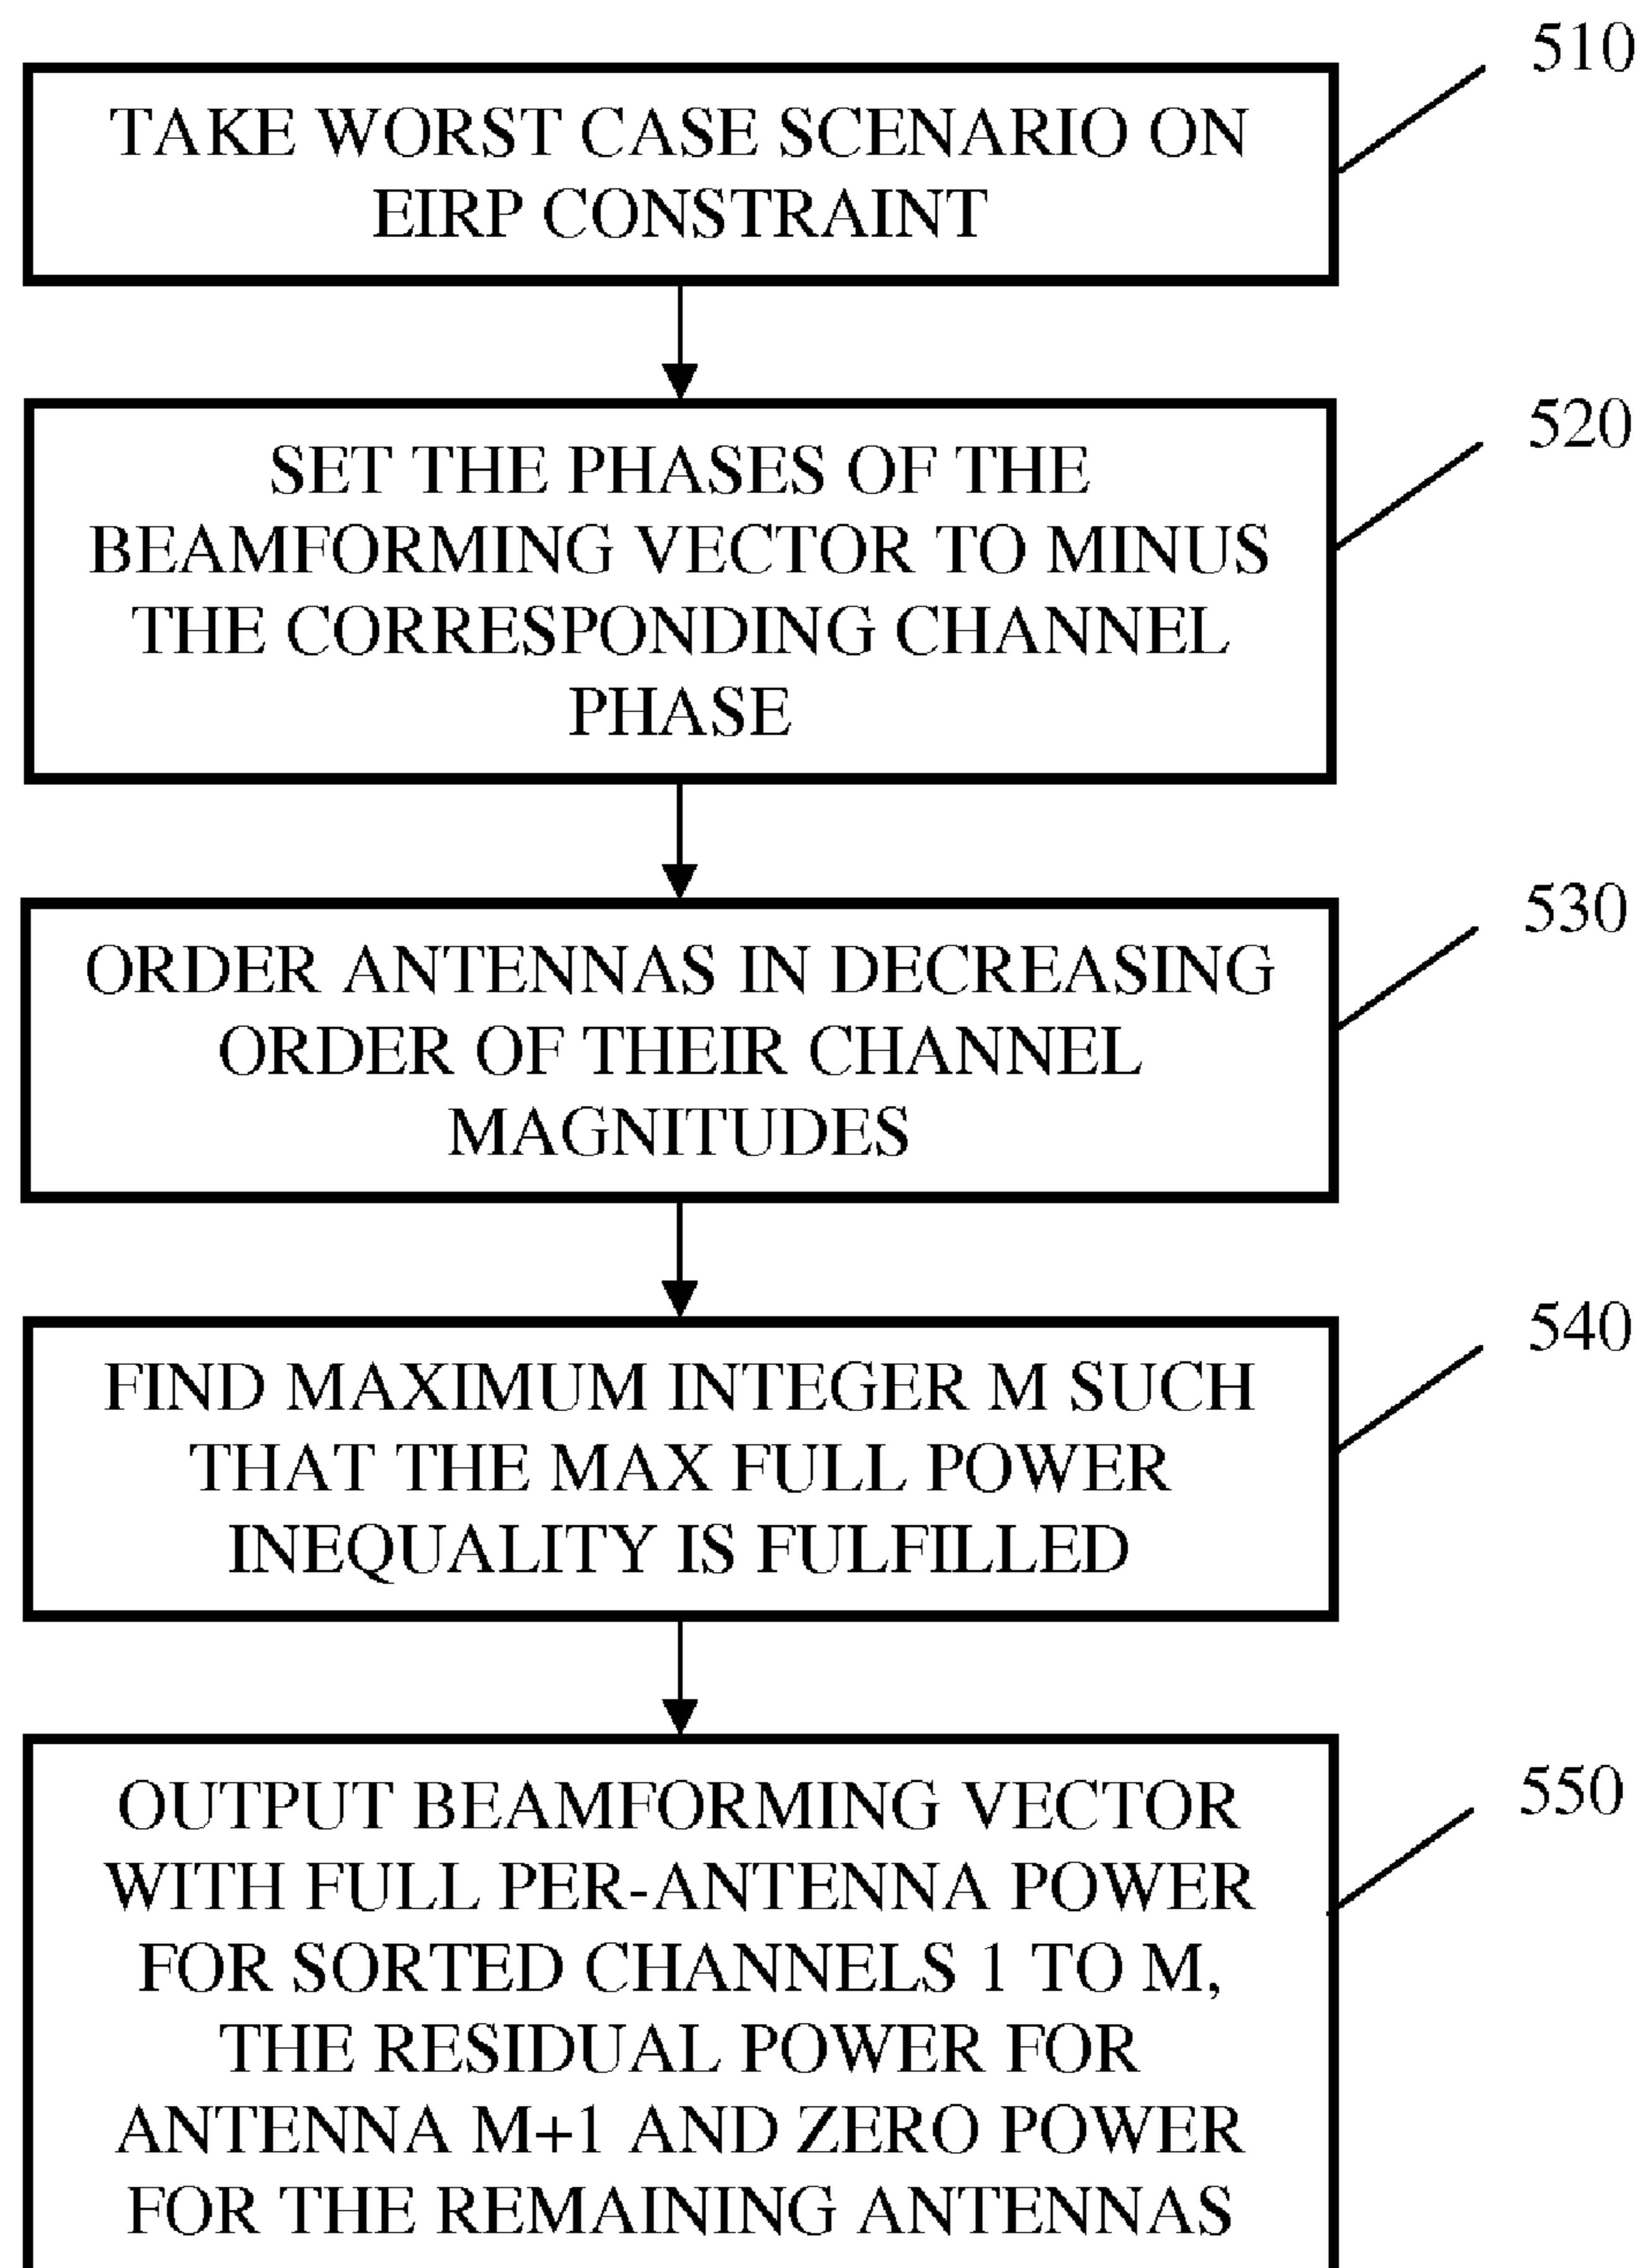 510
TAKE WORST CASE SCENARIO ON
EIRP CONSTRAINT
520
SET THE PHASES OF THE
BEAMFORMING VECTOR TO MINUS
THE CORRESPONDING CHANNEL
PHASE
530
ORDER ANTENNAS IN DECREASING
ORDER OF THEIR CHANNEL
MAGNITUDES
540
FIND MAXIMUM INTEGER M SUCH
THAT THE MAX FULL POWER
INEQUALITY IS FULFILLED
550
OUTPUT BEAMFORMING VECTOR
WITH FULL PER-ANTENNA POWER
FOR SORTED CHANNELS 1 TO M,
THE RESIDUAL POWER FOR
ANTENNA M+1 AND ZERO POWER
FOR THE REMAINING ANTENNAS